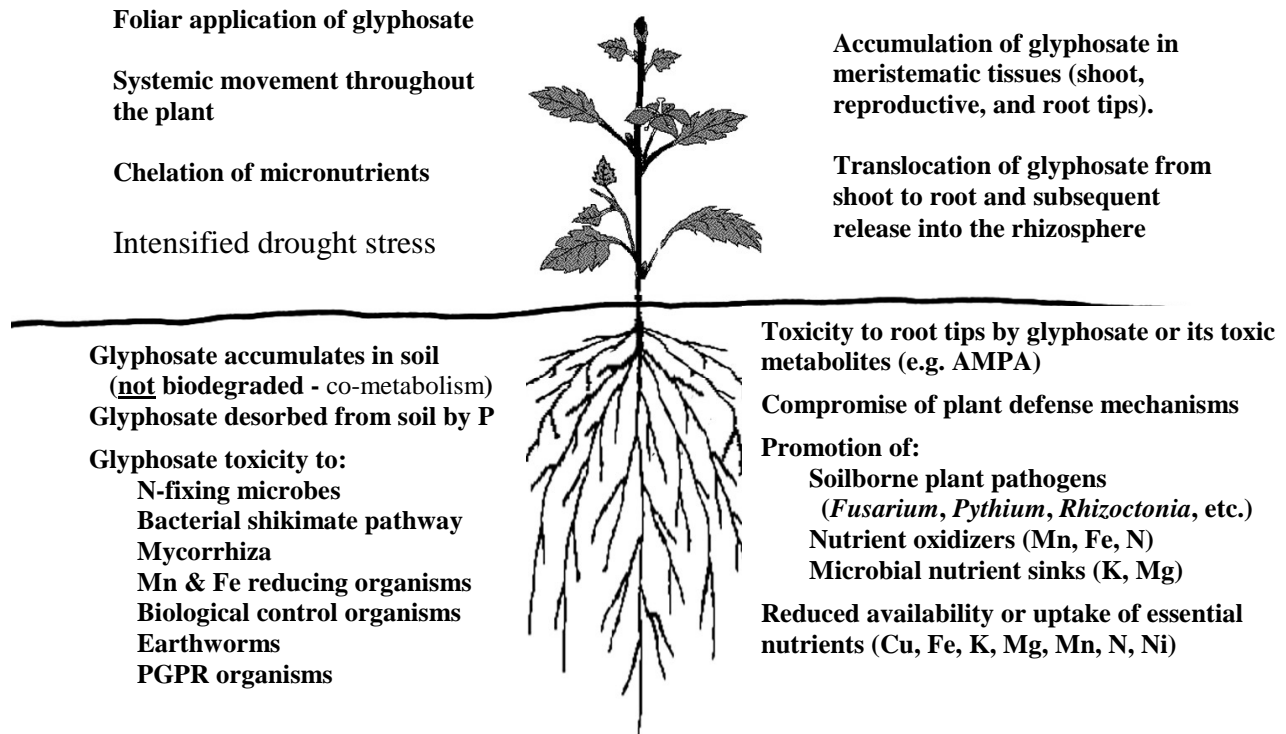 Foliar application of glyphosate
Systemic movement throughout
the plant
Chelation of micronutrients
Intensified drought stress
Accumulation of glyphosate in
meristematic tissues (shoot,
reproductive, and root tips).
Translocation of glyphosate from
shoot to root and subsequent
release into the rhizosphere
Glyphosate accumulates in soil
(not biodegraded - co-metabolism)
Glyphosate desorbed from soil by P
Glyphosate toxicity to:
N-fixing microbes
Bacterial shikimate pathway
Mycorrhiza
Mn & Fe reducing organisms
Biological control organisms
Earthworms
PGPR organisms
Toxicity to root tips by glyphosate or its toxic
metabolites (e.g. AMPA)
Compromise of plant defense mechanisms
Promotion of:
Soilborne plant pathogens
(Fusarium, Pythium, Rhizoctonia, etc.)
Nutrient oxidizers (Mn, Fe, N)
Microbial nutrient sinks (K, Mg)
Reduced availability or uptake of essential
nutrients (Cu, Fe, K, Mg, Mn, N, Ni)